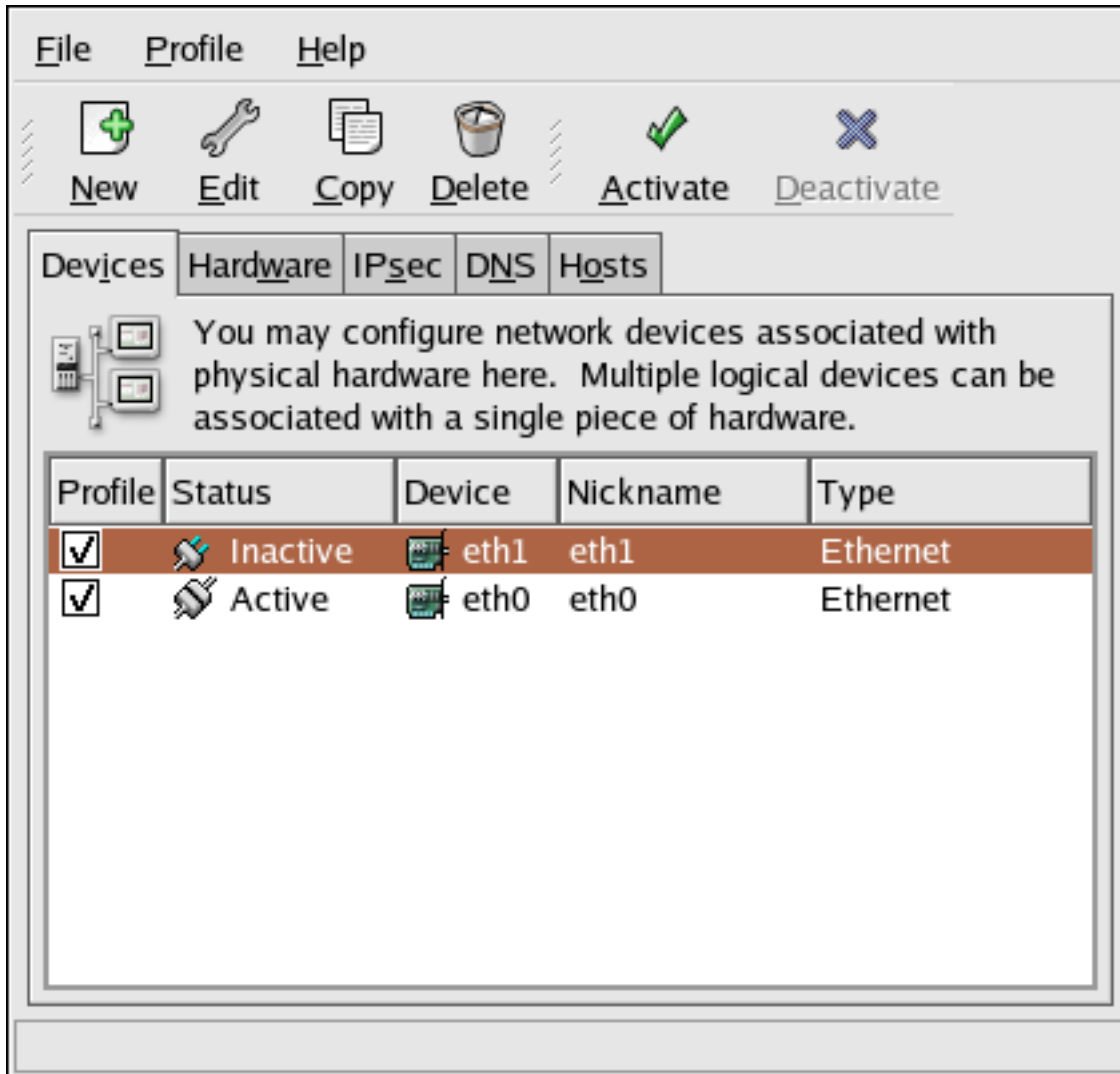 File Profile Help
New Edit Copy Delete Activate Deactivate
Devices Hardware IPsec DNS Hosts
You may configure network devices associated with
physical hardware here.  Multiple logical devices can be
associated with a single piece of hardware.
Profile Status Device Nickname Type
Inactive eth1 eth1 Ethernet
Active eth0 eth0 Ethernet